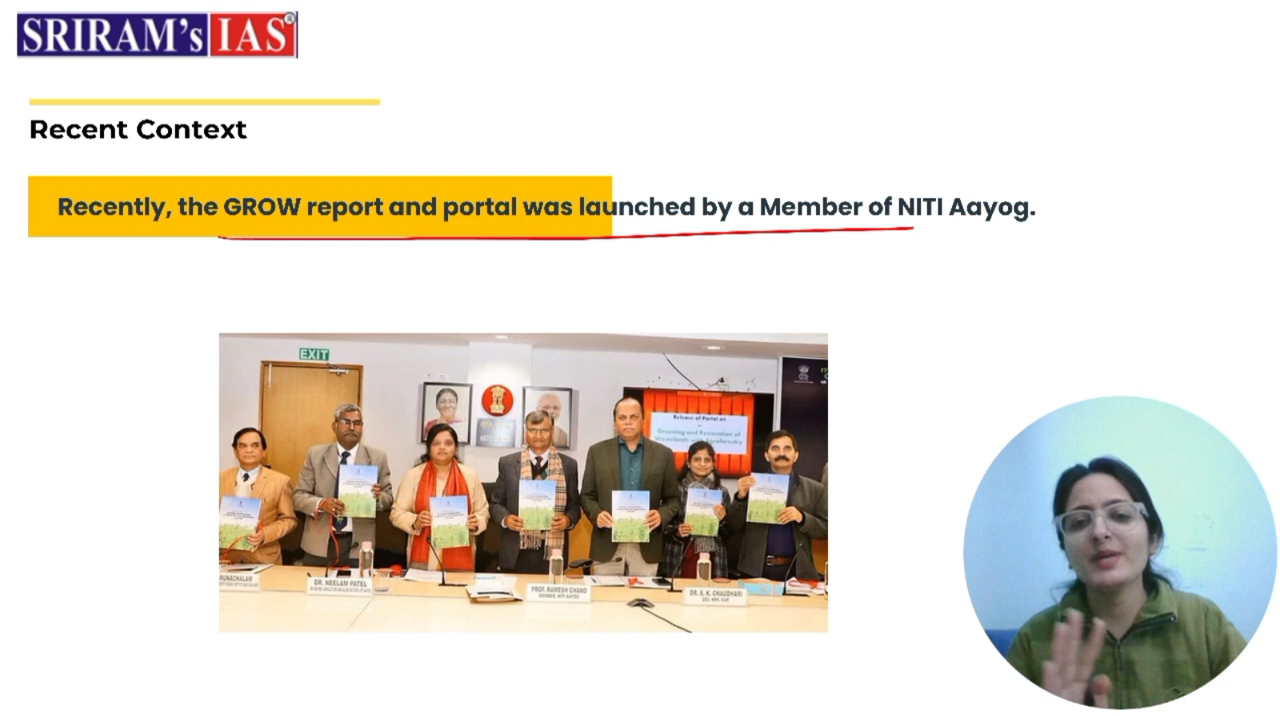 SRIRAM's IAS
Recent Context
Recently, the GROW report and portal was launched by a Member of NITI Aayog.
EXIT
Release of Portal on
Greening and Restoration of
Wastelands with Agroforestry
DR. NEELAM PATEL
PROF. RAMESH CHAND
MEMBER, NITI AAYOG
DR. S. K. CHAUDHARI